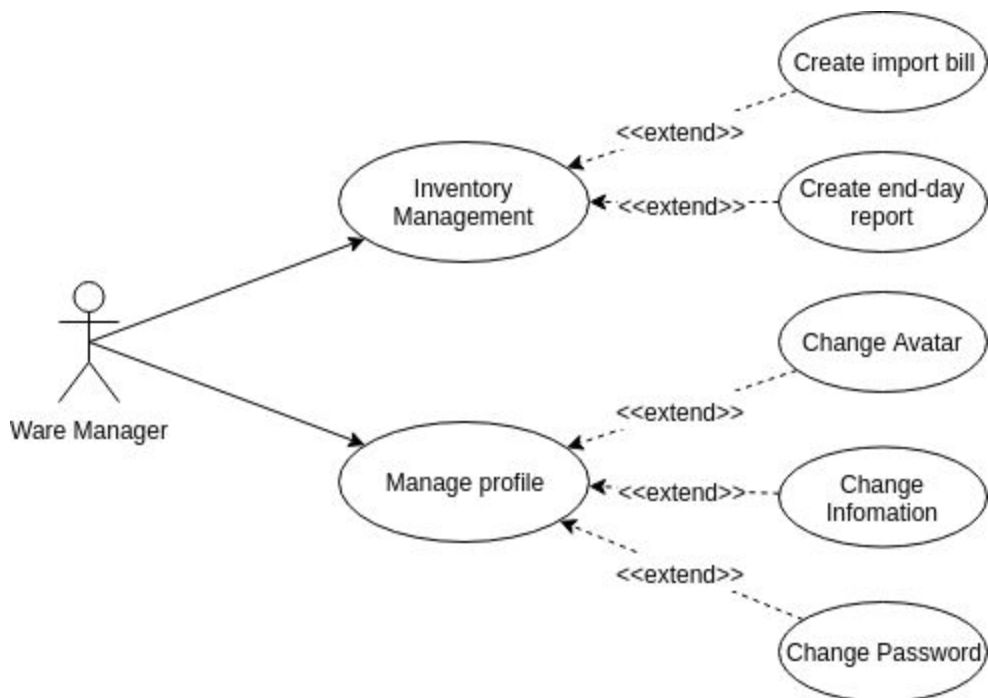 Create import bill
<<extend>>
Inventory
Management
<<extend>>
Create end-day
report
Change Avatar
<<extend>>
Ware Manager
Manage profile
<<extend>>
Change
Infomation
<<extend>>
Change Password